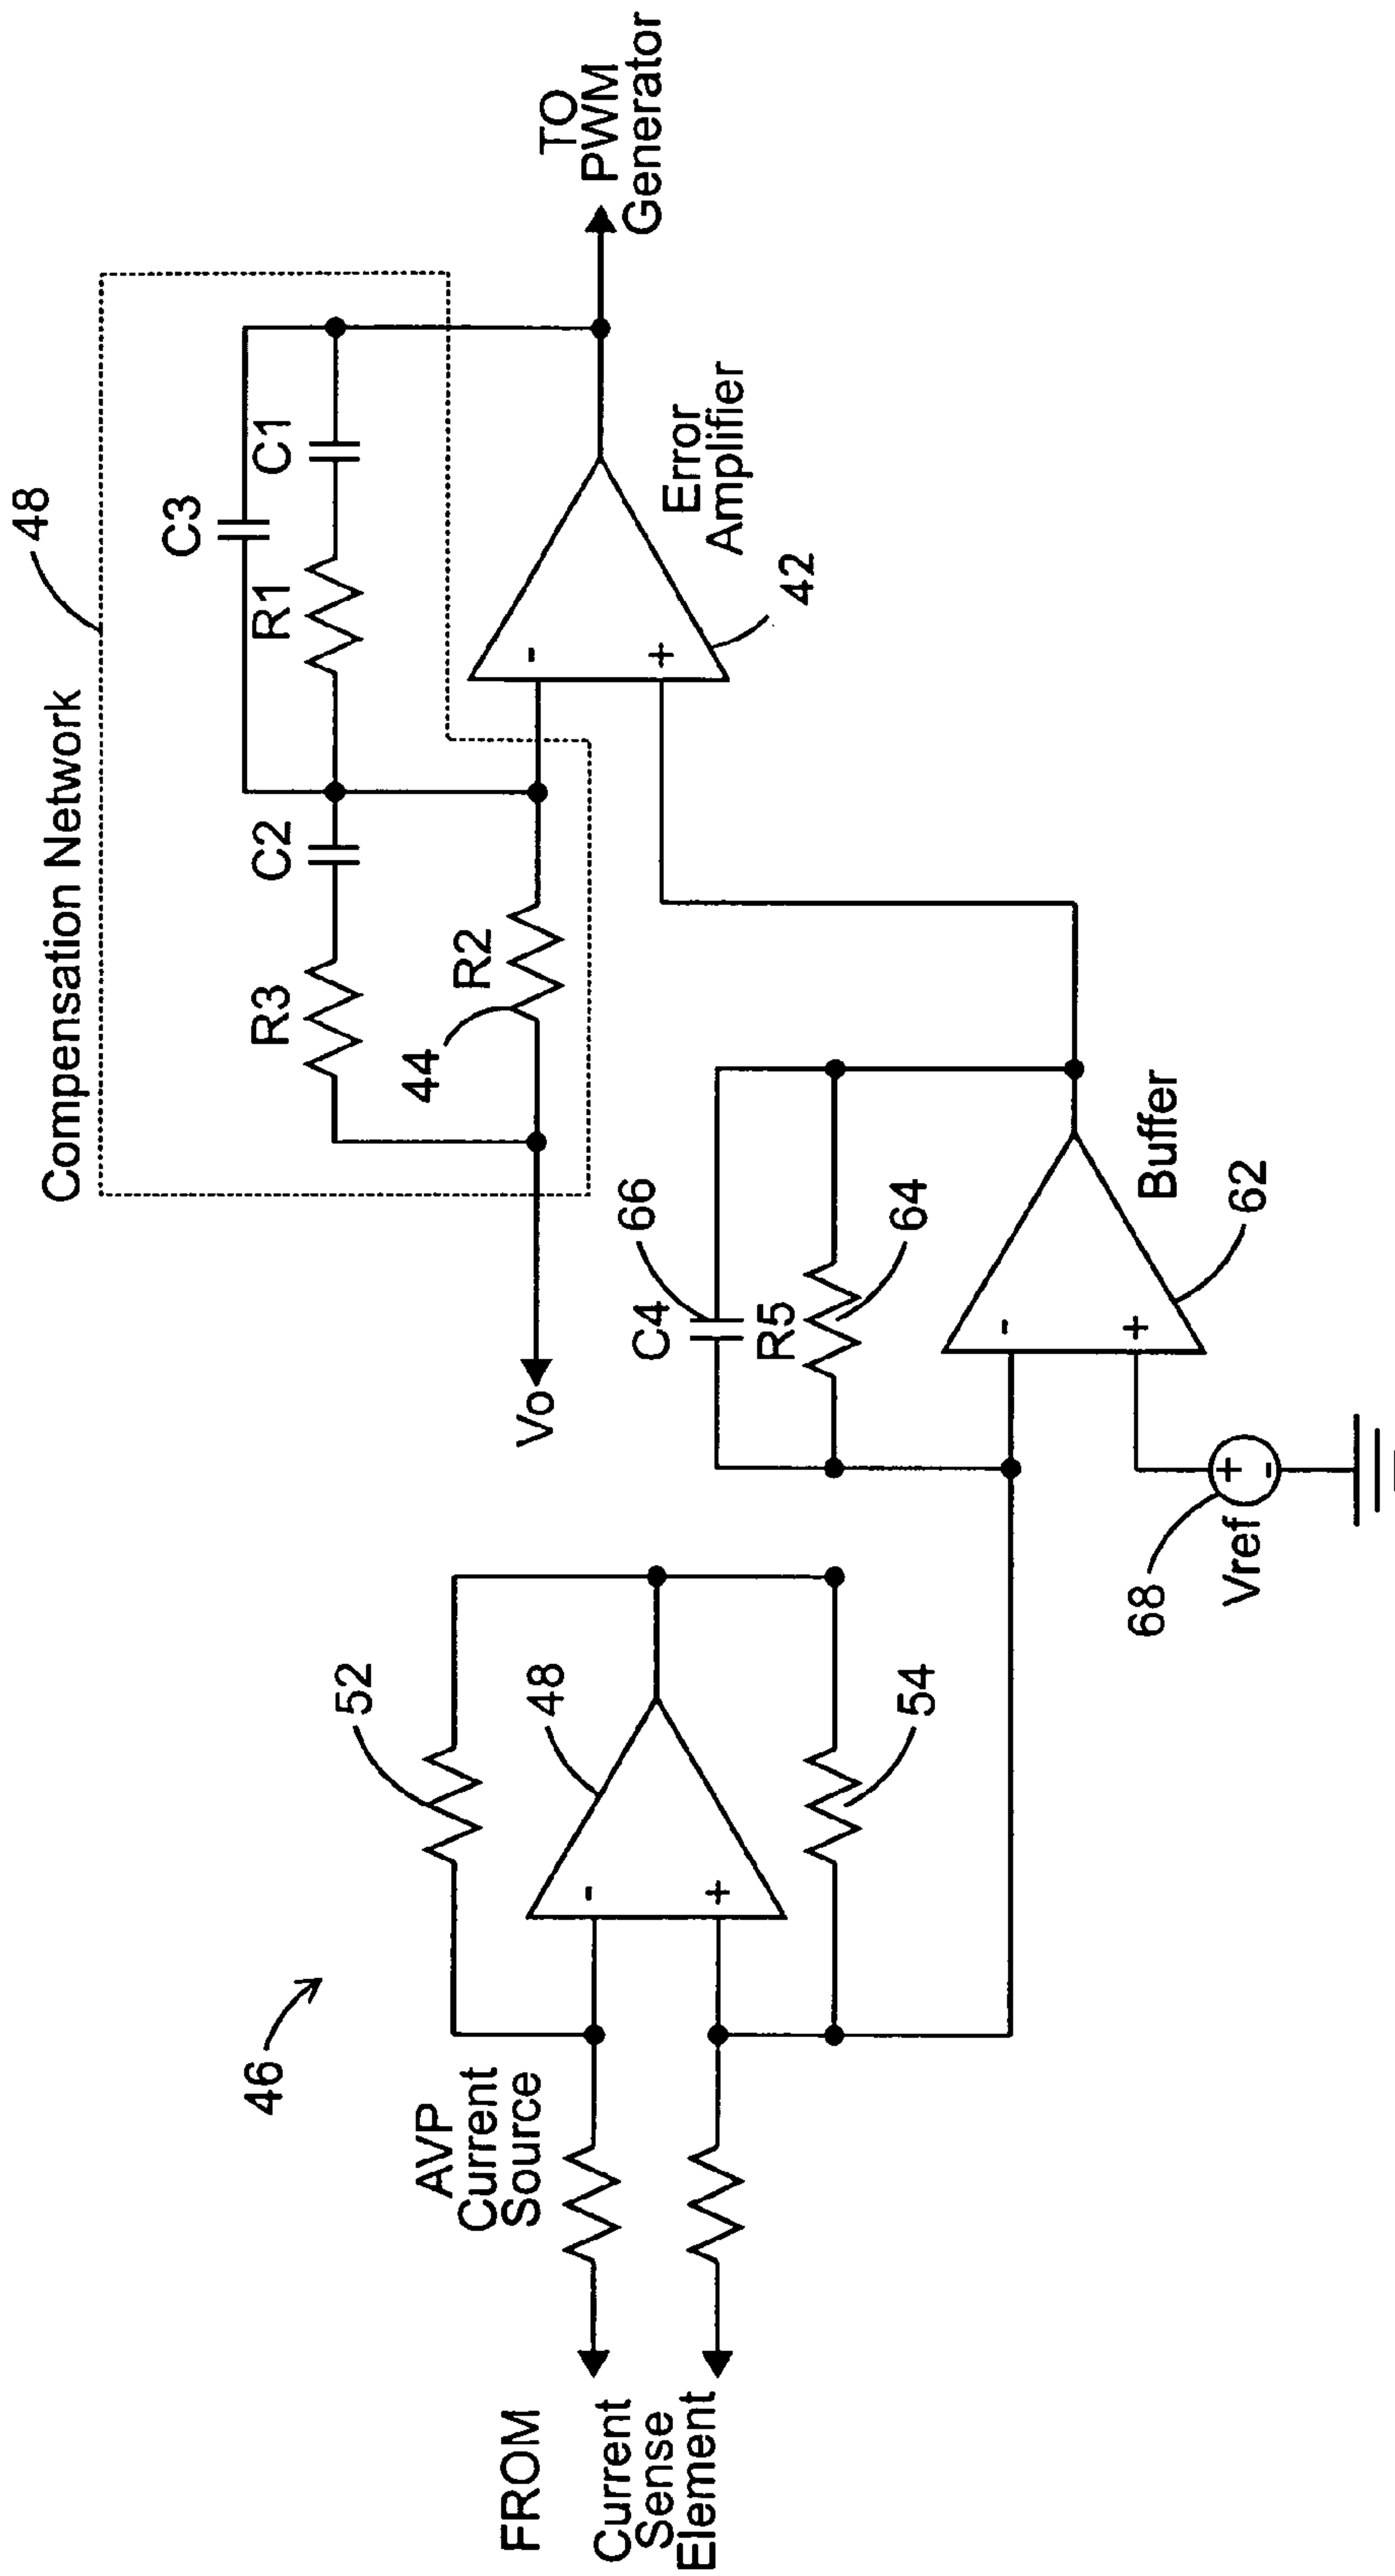 48
Compensation Network
C3
R3
C2
R1
C1
44
R2
-
+
42
Error
Amplifier
TO
PWM
Generator
Vo
46
AVP
Current
Source
52
48
-
+
54
FROM
Current
Sense
Element
66
C4
R5
64
-
+
Buffer
62
68
Vref
+
-